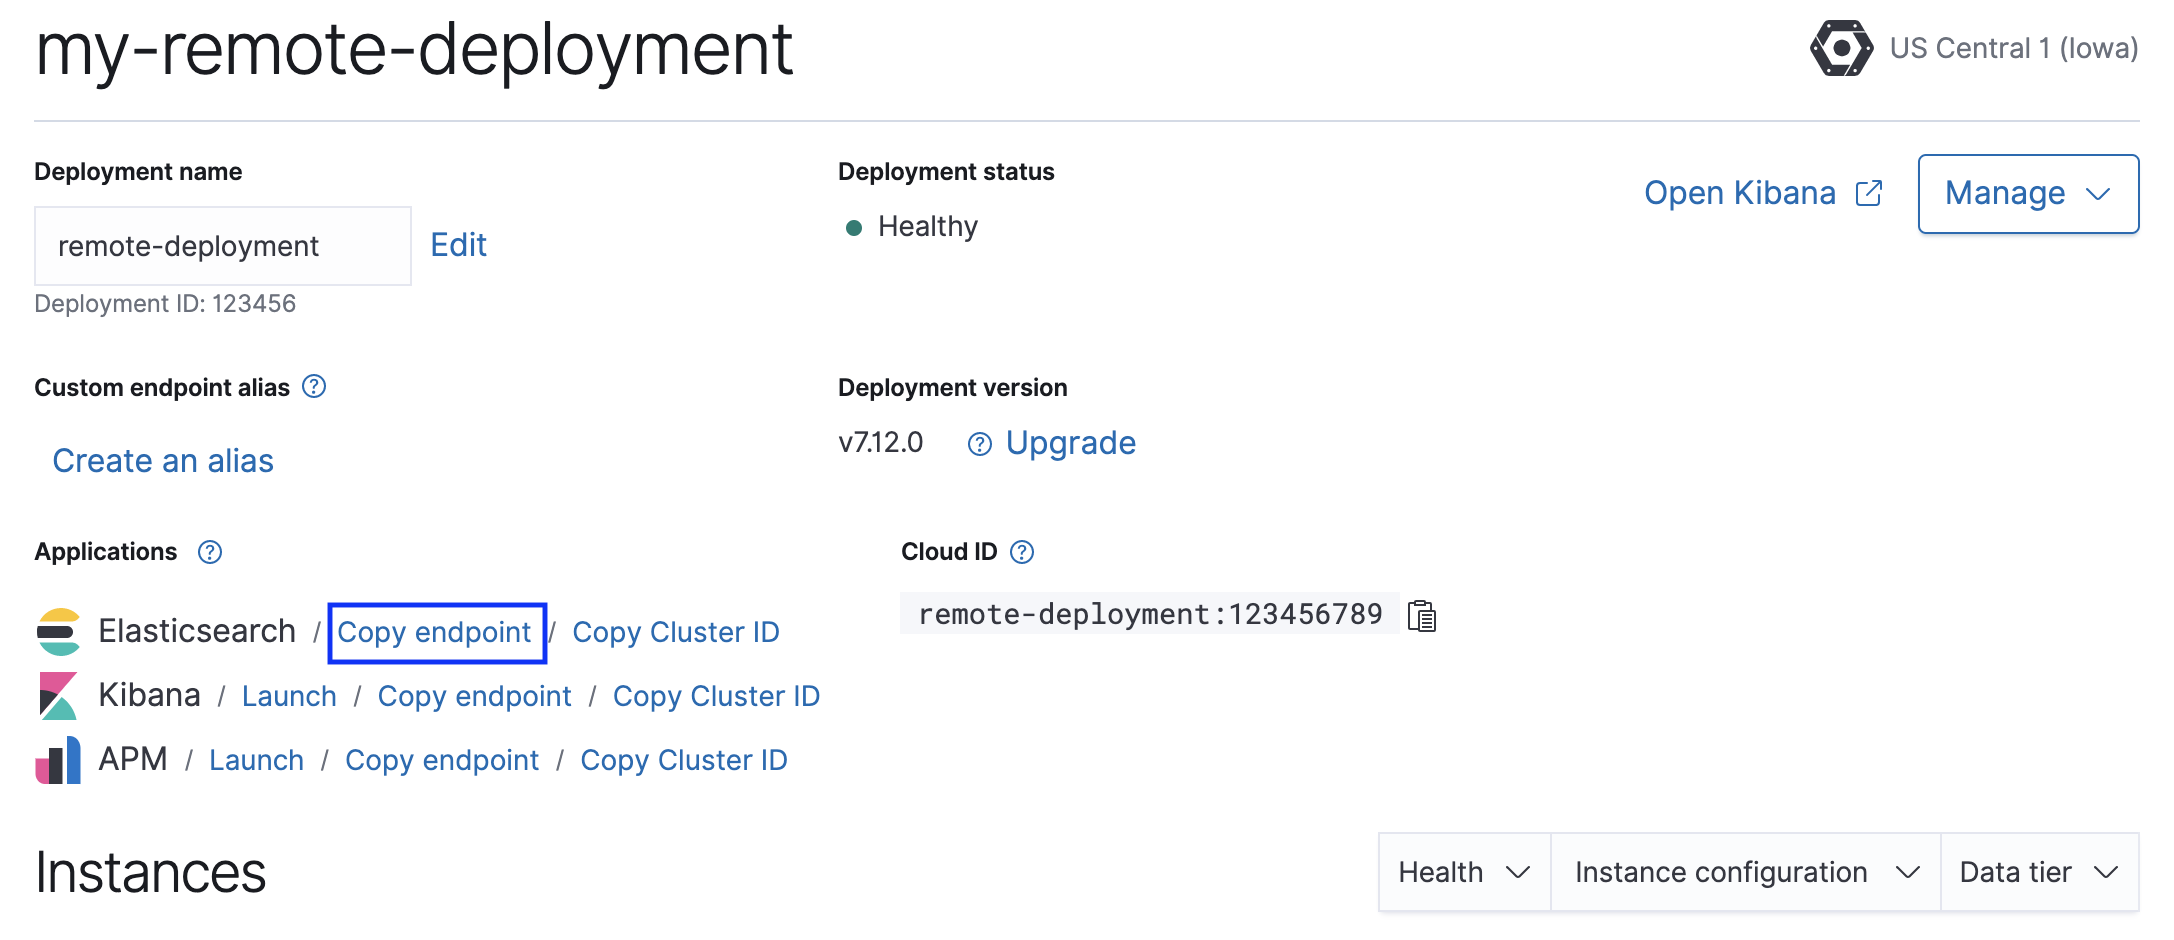 my-remote-deployment
US Central 1 (Iowa)
Deployment name
remote-deployment
Edit
Deployment ID: 123456
Deployment status
Healthy
Open Kibana
Manage
Custom endpoint alias
Create an alias
Deployment version
v7.12.0
Upgrade
Applications
Elasticsearch / Copy endpoint / Copy Cluster ID
Kibana / Launch / Copy endpoint / Copy Cluster ID
APM / Launch / Copy endpoint / Copy Cluster ID
Cloud ID
remote-deployment:123456789
Instances
Health
Instance configuration
Data tier